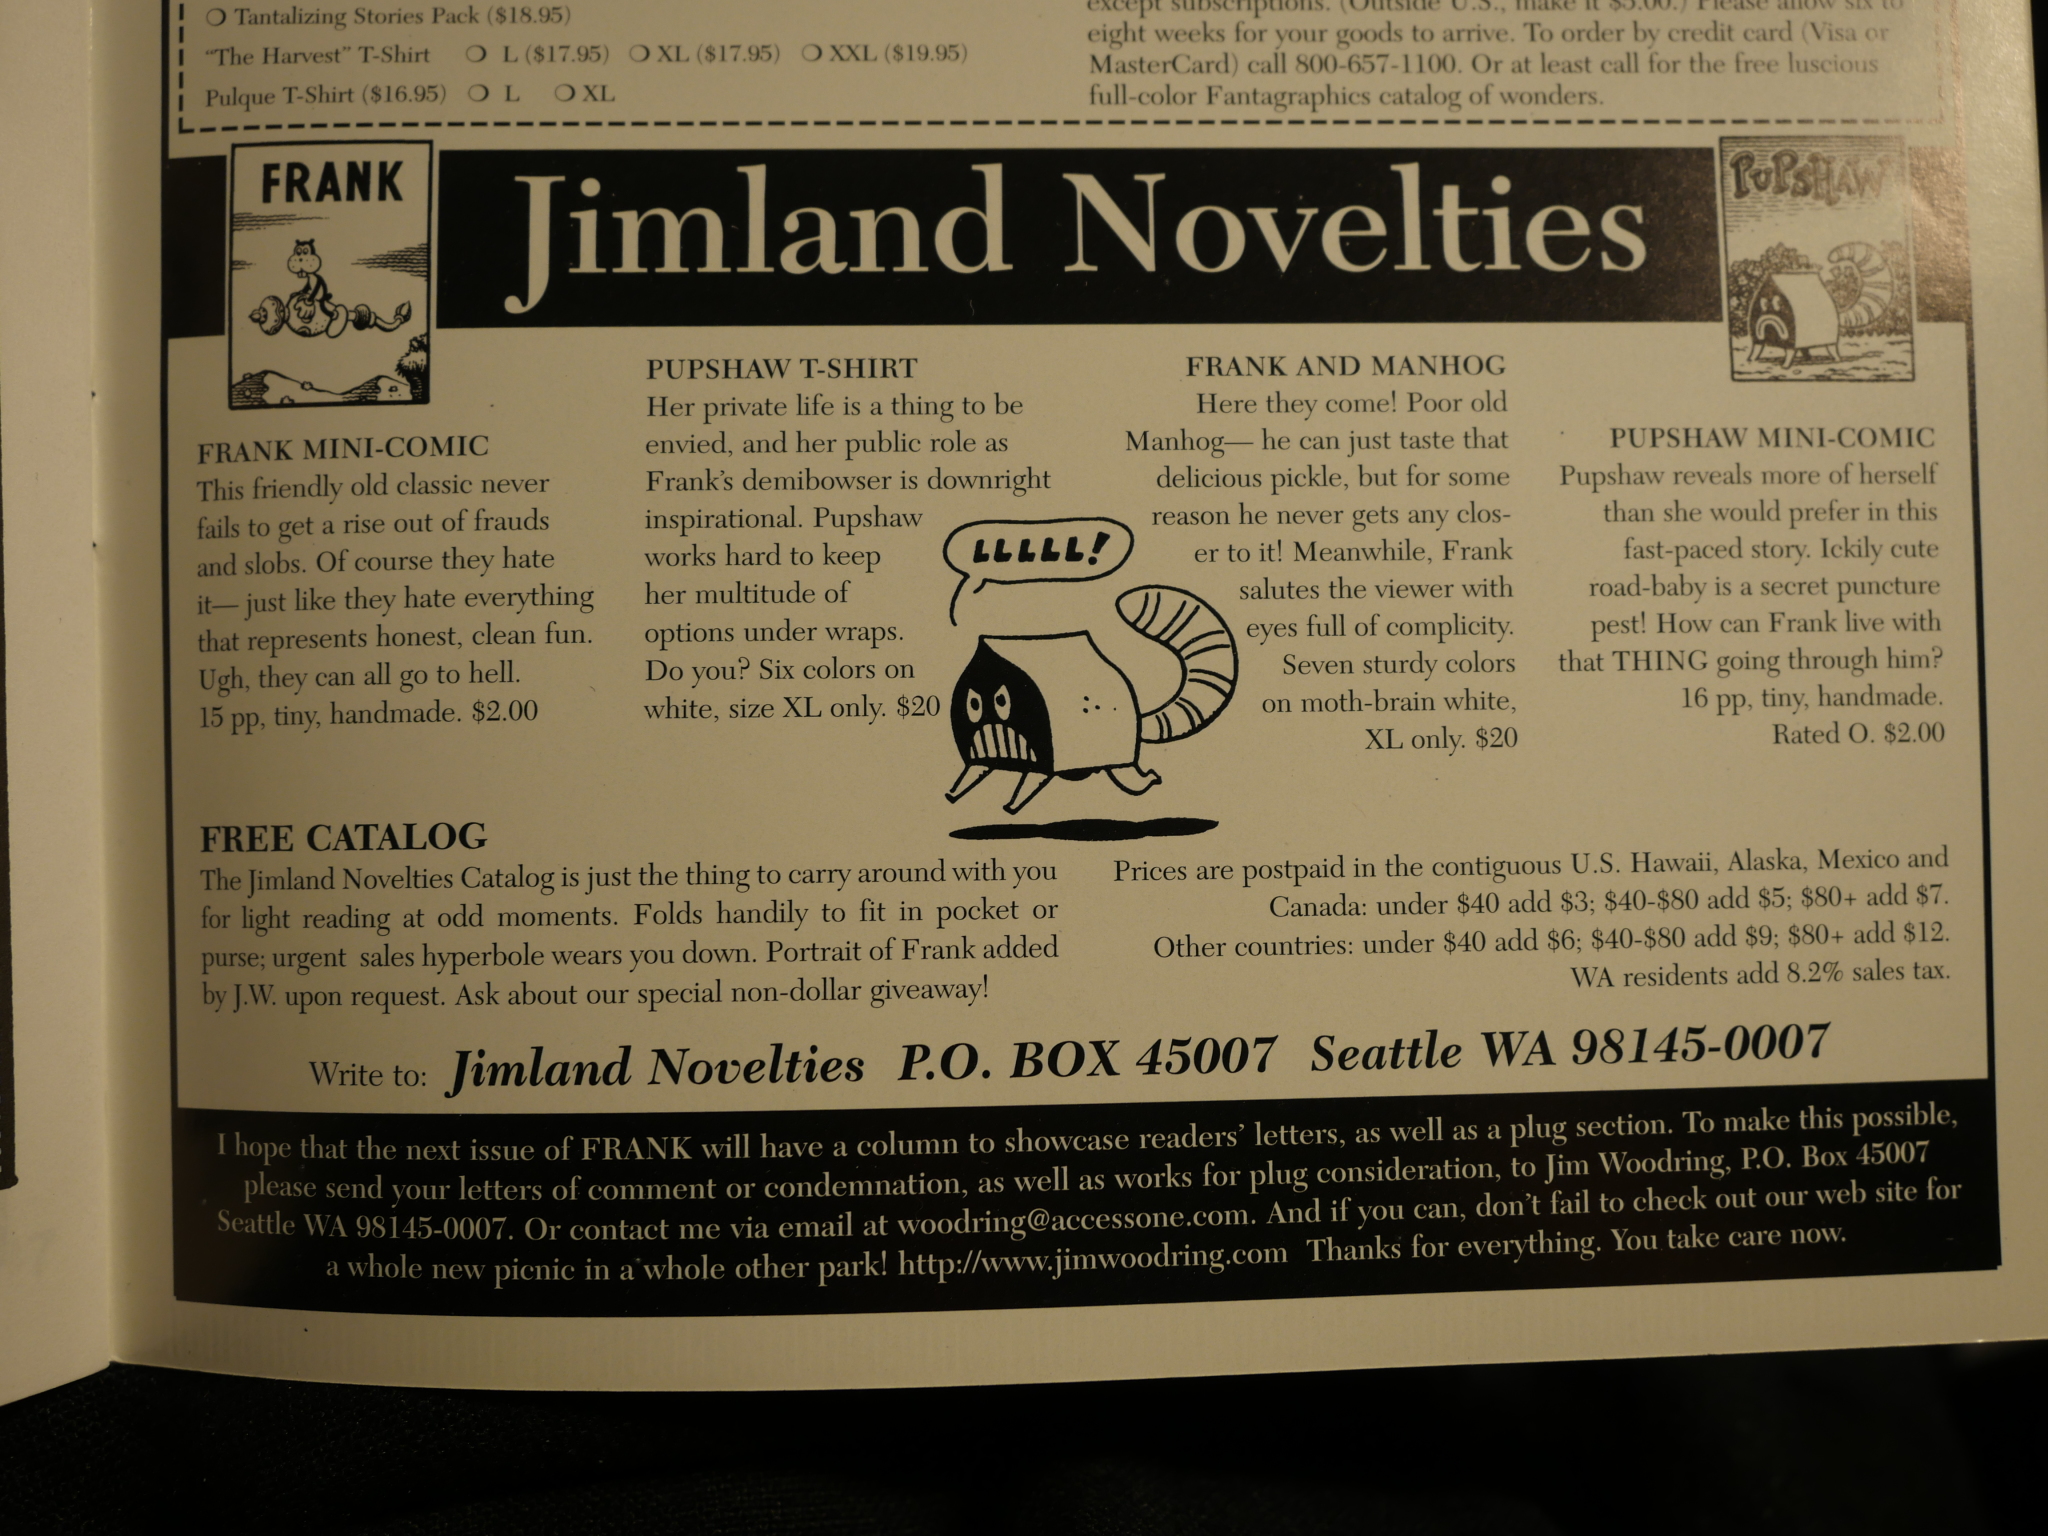 Tantalizing Stories Pack ($18.95)
"The Harvest" T-Shirt L ($17.95) XL ($17.95) XXL ($19.95)
Pulque T-Shirt ($16.95) L XL
except subscriptions. (Outside U.S., make it $5.00.) Please allow six to
eight weeks for your goods to arrive. To order by credit card (Visa or
MasterCard) call 800-657-1100. Or at least call for the free luscious
full-color Fantagraphics catalog of wonders.
FRANK
Jimland Novelties
PUPSHAW
FRANK MINI-COMIC
This friendly old classic never
fails to get a rise out of frauds
and slobs. Of course they hate
it— just like they hate everything
that represents honest, clean fun.
Ugh, they can all go to hell.
15 pp, tiny, handmade. $2.00
PUPSHAW T-SHIRT
Her private life is a thing to be
envied, and her public role as
Frank's demibowser is downright
inspirational. Pupshaw
works hard to keep
her multitude of
options under wraps.
Do you? Six colors on
white, size XL only. $20
LLLLL!
FRANK AND MANHOG
Here they come! Poor old
Manhog— he can just taste that
delicious pickle, but for some
reason he never gets any clos-
er to it! Meanwhile, Frank
salutes the viewer with
eyes full of complicity.
Seven sturdy colors
on moth-brain white,
XL only. $20
PUPSHAW MINI-COMIC
Pupshaw reveals more of herself
than she would prefer in this
fast-paced story. Ickily cute
road-baby is a secret puncture
pest! How can Frank live with
that THING going through him?
16 pp, tiny, handmade.
Rated O. $2.00
FREE CATALOG
The Jimland Novelties Catalog is just the thing to carry around with you
for light reading at odd moments. Folds handily to fit in pocket or
purse; urgent sales hyperbole wears you down. Portrait of Frank added
by J.W. upon request. Ask about our special non-dollar giveaway!
Prices are postpaid in the contiguous U.S. Hawaii, Alaska, Mexico and
Canada: under $40 add $3; $40-$80 add $5; $80+ add $7.
Other countries: under $40 add $6; $40-$80 add $9; $80+ add $12.
WA residents add 8.2% sales tax.
Write to: Jimland Novelties P.O. BOX 45007 Seattle WA 98145-0007
I hope that the next issue of FRANK will have a column to showcase readers' letters, as well as a plug section. To make this possible,
please send your letters of comment or condemnation, as well as works for plug consideration, to Jim Woodring, P.O. Box 45007
Seattle WA 98145-0007. Or contact me via email at woodring@accessone.com. And if you can, don't fail to check out our web site for
a whole new picnic in a whole other park! http://www.jimwoodring.com Thanks for everything. You take care now.